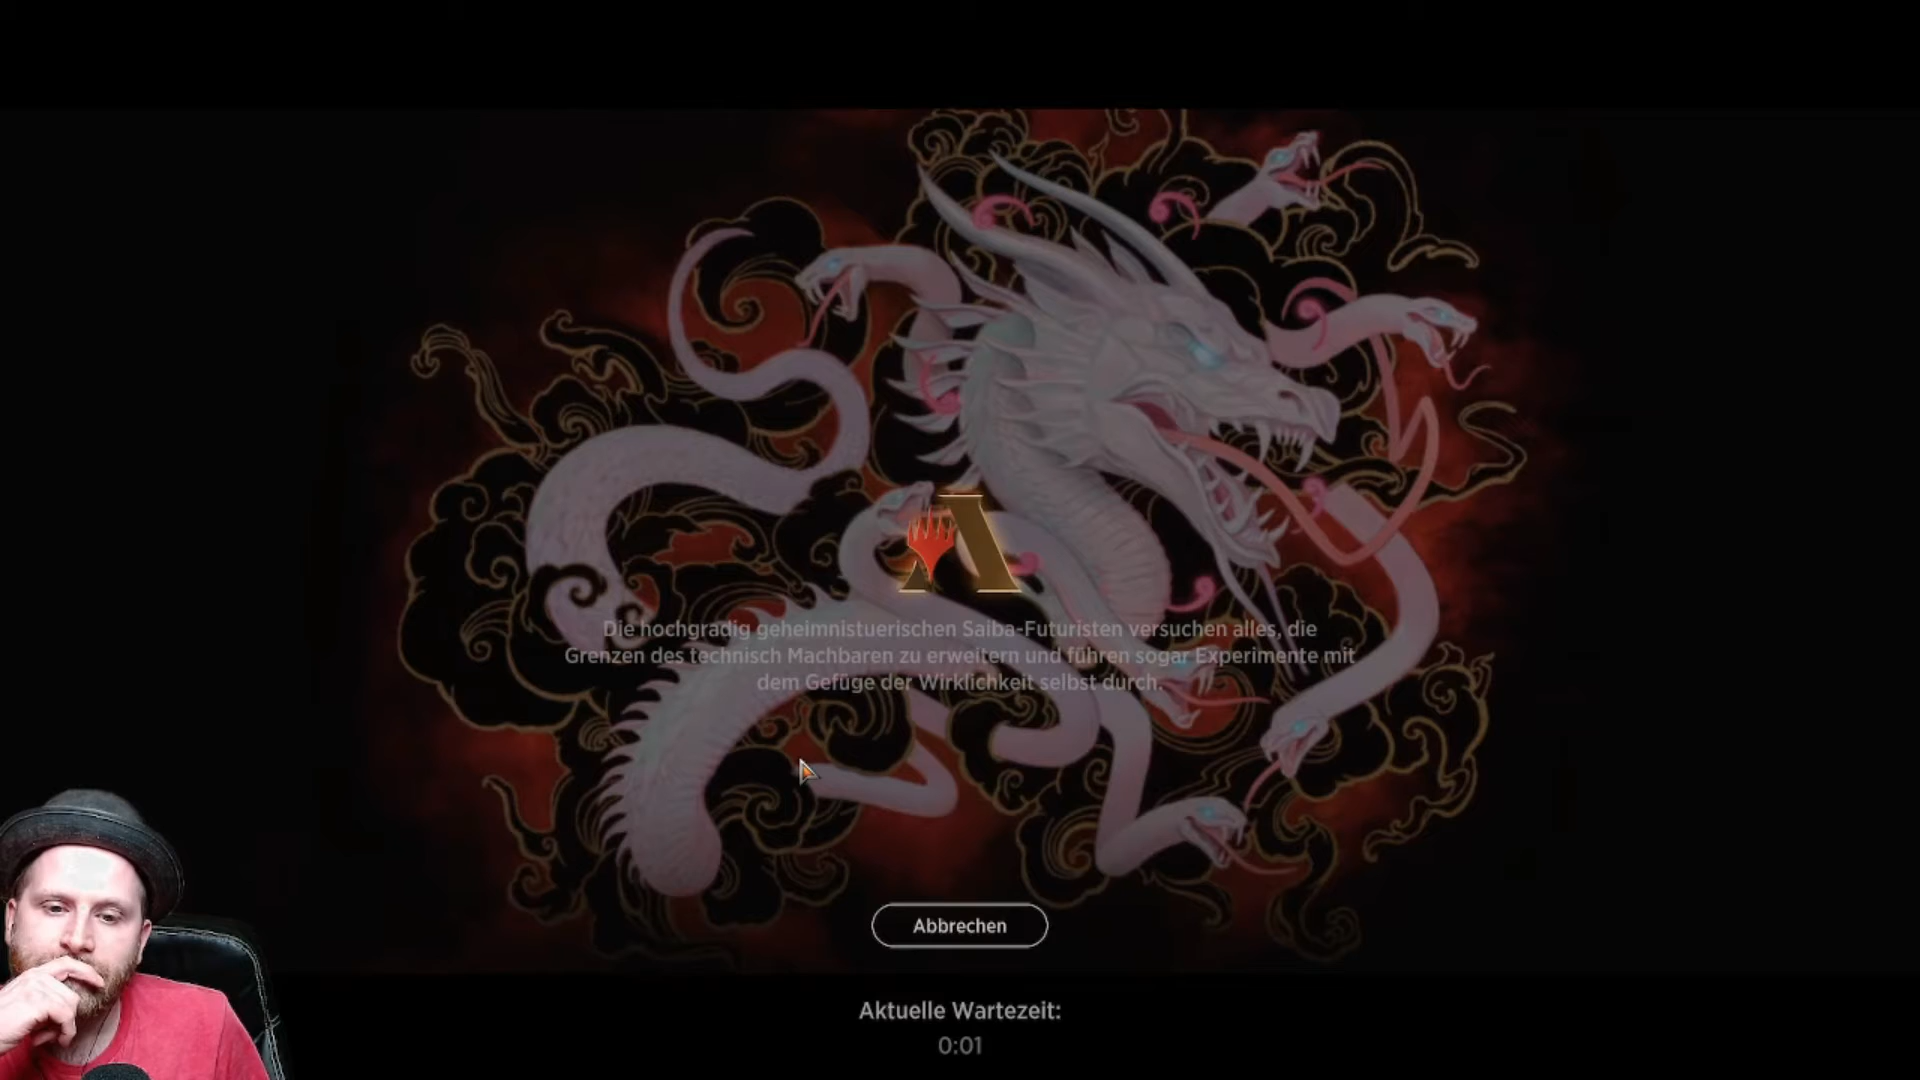 Die hochgradig geheimnistuerischen Saiba-Futuristen versuchen alles, die
Grenzen des technisch Machbaren zu erweitern und führen sogar Experimente mit
dem Gefüge der Wirklichkeit selbst durch.
Abbrechen
Aktuelle Wartezeit:
0:01